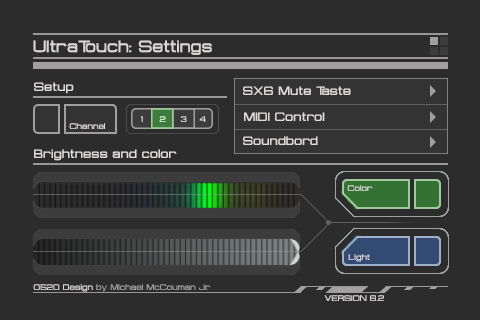 UltraTouch: Settings
Setup
Channel
1 2 3 4
SX6 Mute Taste
MIDI Control
Soundbord
Brightness and color
Color
Light
0620 Design by Michael McCouman Jr
VERSION 6.2